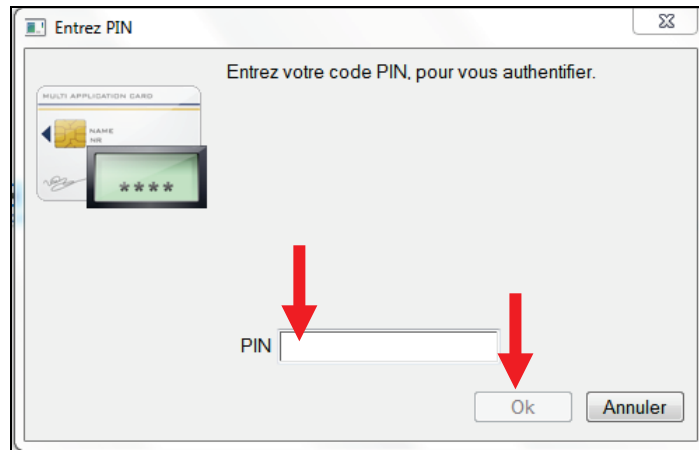 Entrez PIN
Entrez votre code PIN, pour vous authentifier.
MULTI APPLICATION CARD
NAME
NR
****
PIN
Ok
Annuler